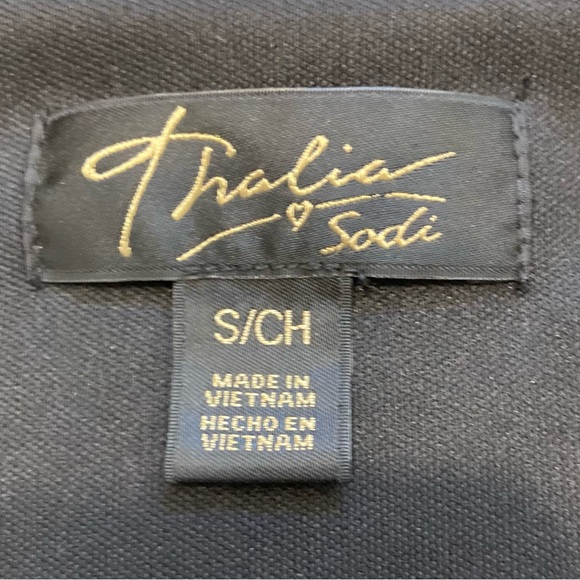 Thalia
Sodi
S/CH
MADE IN
VIETNAM
HECHO EN
VIETNAM